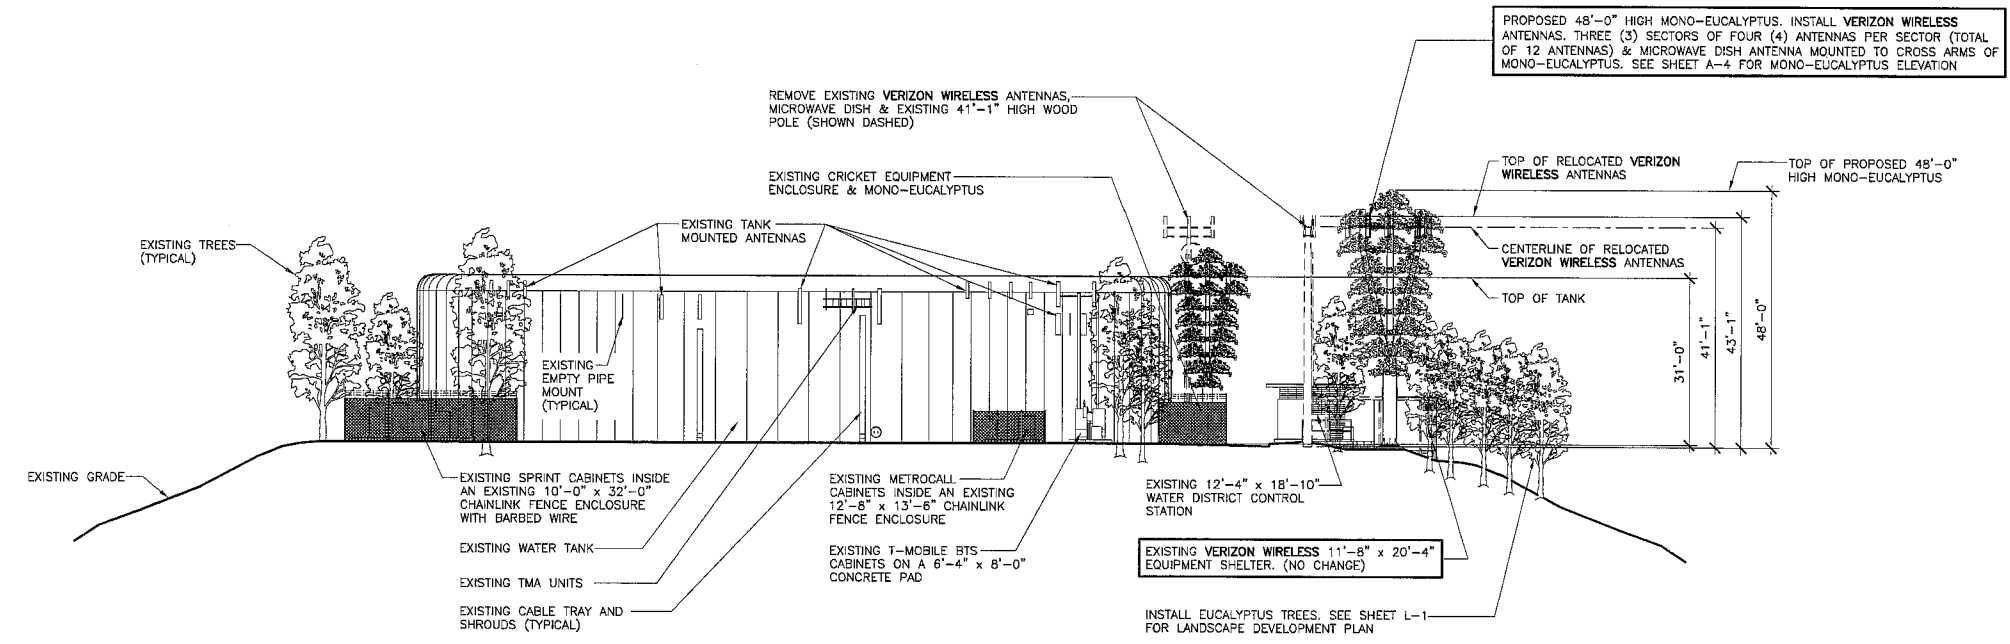 PROPOSED 48'-0" HIGH MONO-EUCALYPTUS. INSTALL VERIZON WIRELESS
ANTENNAS. THREE (3) SECTORS OF FOUR (4) ANTENNAS PER SECTOR (TOTAL
OF 12 ANTENNAS) & MICROWAVE DISH ANTENNA MOUNTED TO CROSS ARMS OF
MONO-EUCALYPTUS. SEE SHEET A-4 FOR MONO-EUCALYPTUS ELEVATION
REMOVE EXISTING VERIZON WIRELESS ANTENNAS,
MICROWAVE DISH & EXISTING 41'-1" HIGH WOOD
POLE (SHOWN DASHED)
EXISTING CRICKET EQUIPMENT
ENCLOSURE & MONO-EUCALYPTUS
TOP OF RELOCATED VERIZON
WIRELESS ANTENNAS
TOP OF PROPOSED 48'-0"
HIGH MONO-EUCALYPTUS
EXISTING TANK
MOUNTED ANTENNAS
EXISTING TREES
(TYPICAL)
CENTERLINE OF RELOCATED
VERIZON WIRELESS ANTENNAS
TOP OF TANK
31'-0"
41'-1"
43'-1"
48'-0"
EXISTING
EMPTY PIPE
MOUNT
(TYPICAL)
EXISTING GRADE
EXISTING SPRINT CABINETS INSIDE
AN EXISTING 10'-0" x 32'-0"
CHAINLINK FENCE ENCLOSURE
WITH BARBED WIRE
EXISTING WATER TANK
EXISTING TMA UNITS
EXISTING CABLE TRAY AND
SHROUDS (TYPICAL)
EXISTING METROCALL
CABINETS INSIDE AN EXISTING
12'-6" x 13'-6" CHAINLINK
FENCE ENCLOSURE
EXISTING T-MOBILE BTS
CABINETS ON A 6'-4" x 8'-0"
CONCRETE PAD
EXISTING 12'-4" x 18'-10"
WATER DISTRICT CONTROL
STATION
EXISTING VERIZON WIRELESS 11'-8" x 20'-4"
EQUIPMENT SHELTER. (NO CHANGE)
INSTALL EUCALYPTUS TREES. SEE SHEET L-1
FOR LANDSCAPE DEVELOPMENT PLAN